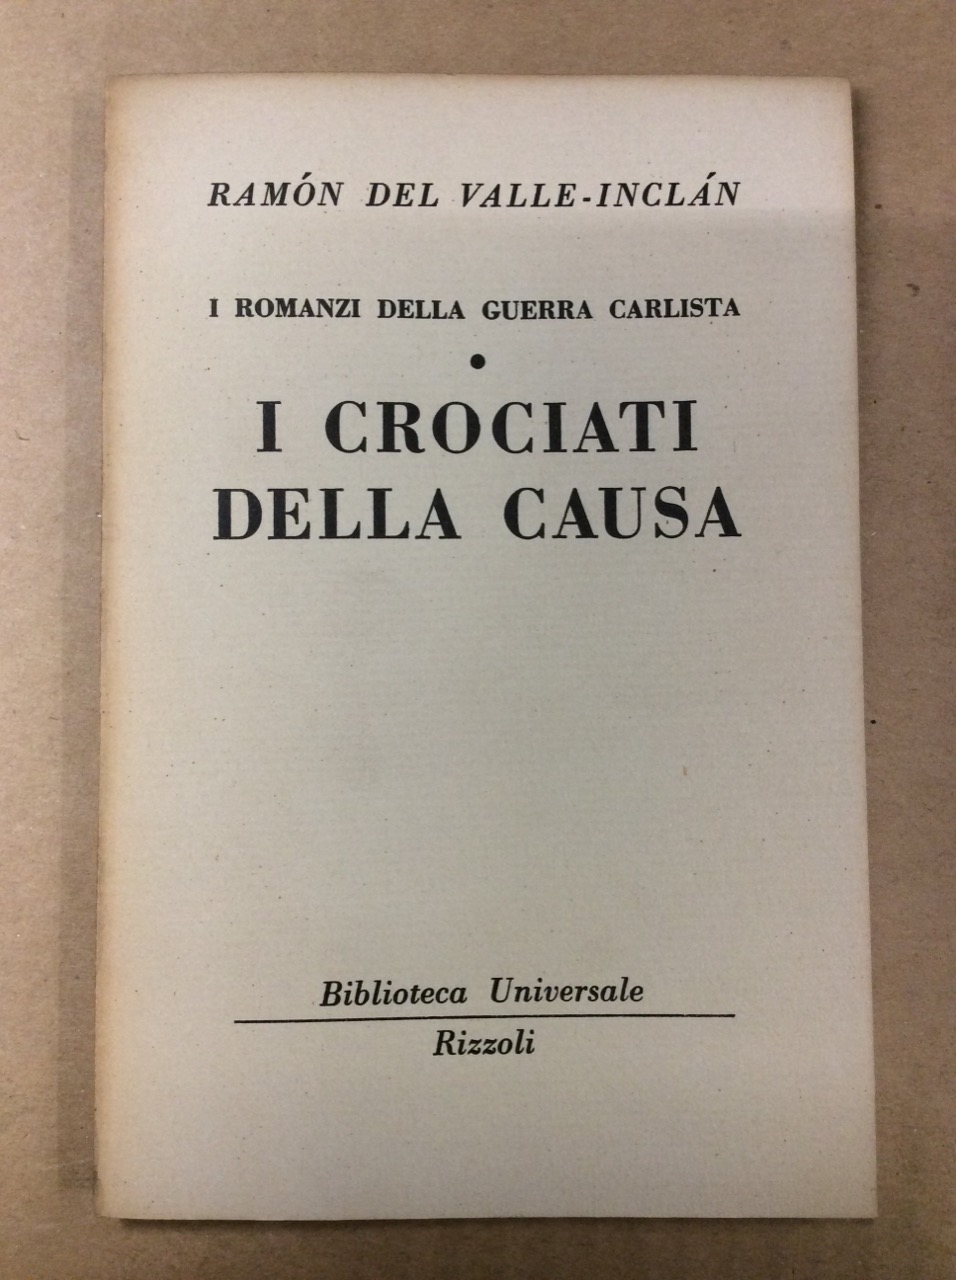 RAMÓN DEL VALLE-INCLÁN
I ROMANZI DELLA GUERRA CARLISTA
•
I CROCIATI
DELLA CAUSA
Biblioteca Universale
Rizzoli